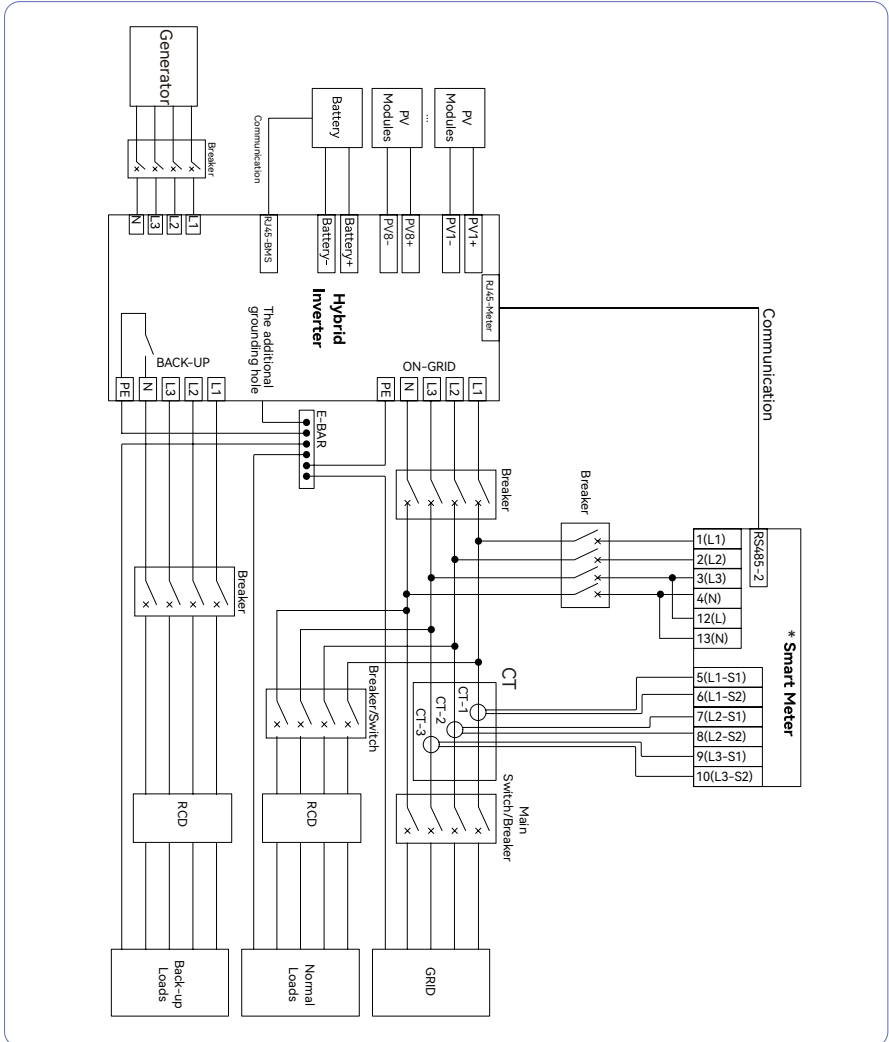 Generator
Breaker
Battery
Communication
PV
Modules
...
PV
Modules
N
L3
L2
L1
RJ45-BMS
Battery-
Battery+
PV8-
PV8+
PV1-
PV1+
RJ45-Meter
Hybrid
Inverter
The additional
grounding hole
BACK-UP
PE
N
L3
L2
L1
ON-GRID
PE
N
L3
L2
L1
E-BAR
Communication
Breaker
Breaker
RS485-2
1(L1)
2(L2)
3(L3)
4(N)
12(L)
13(N)
* Smart Meter
5(L1-S1)
6(L1-S2)
7(L2-S1)
8(L2-S2)
9(L3-S1)
10(L3-S2)
Breaker
Breaker/Switch
CT
CT-1
CT-2
CT-3
Main
Switch/Breaker
RCD
RCD
Back-up
Loads
Normal
Loads
GRID